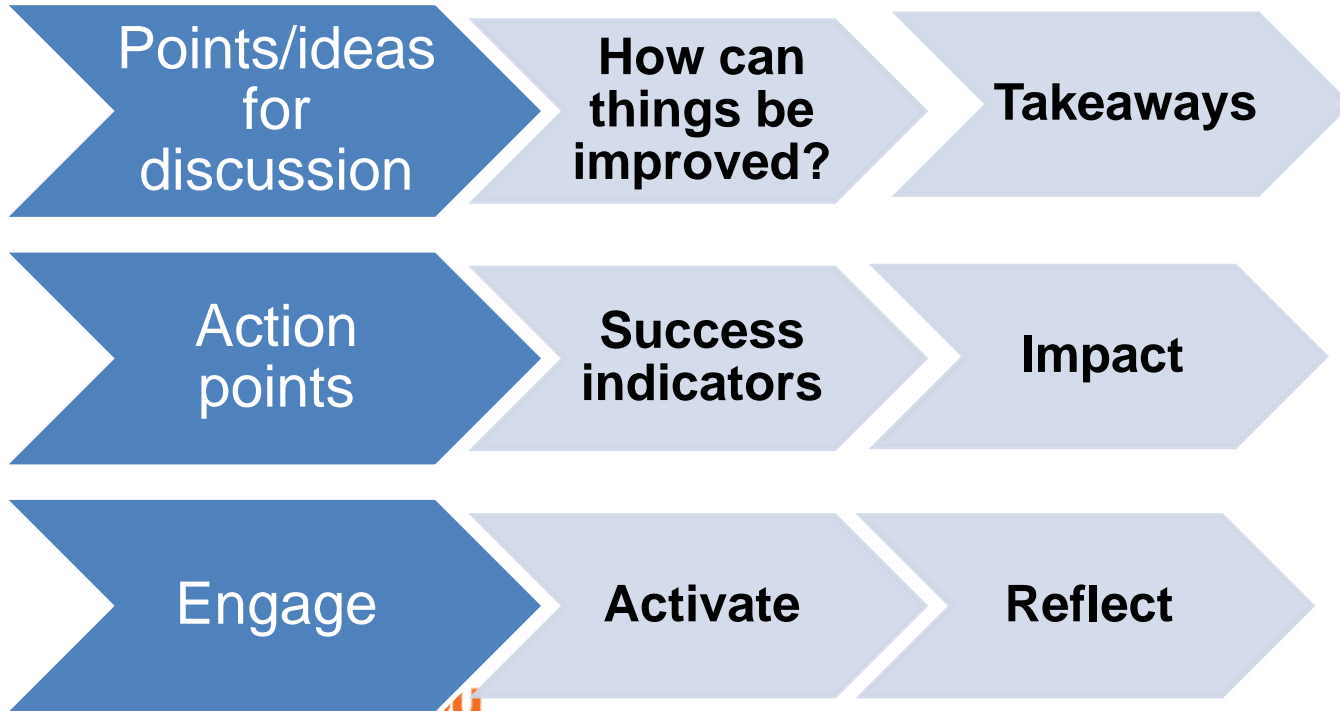 Points/ideas
for
discussion
How can
things be
improved?
Takeaways
Action
points
Success
indicators
Impact
Engage
Activate
Reflect